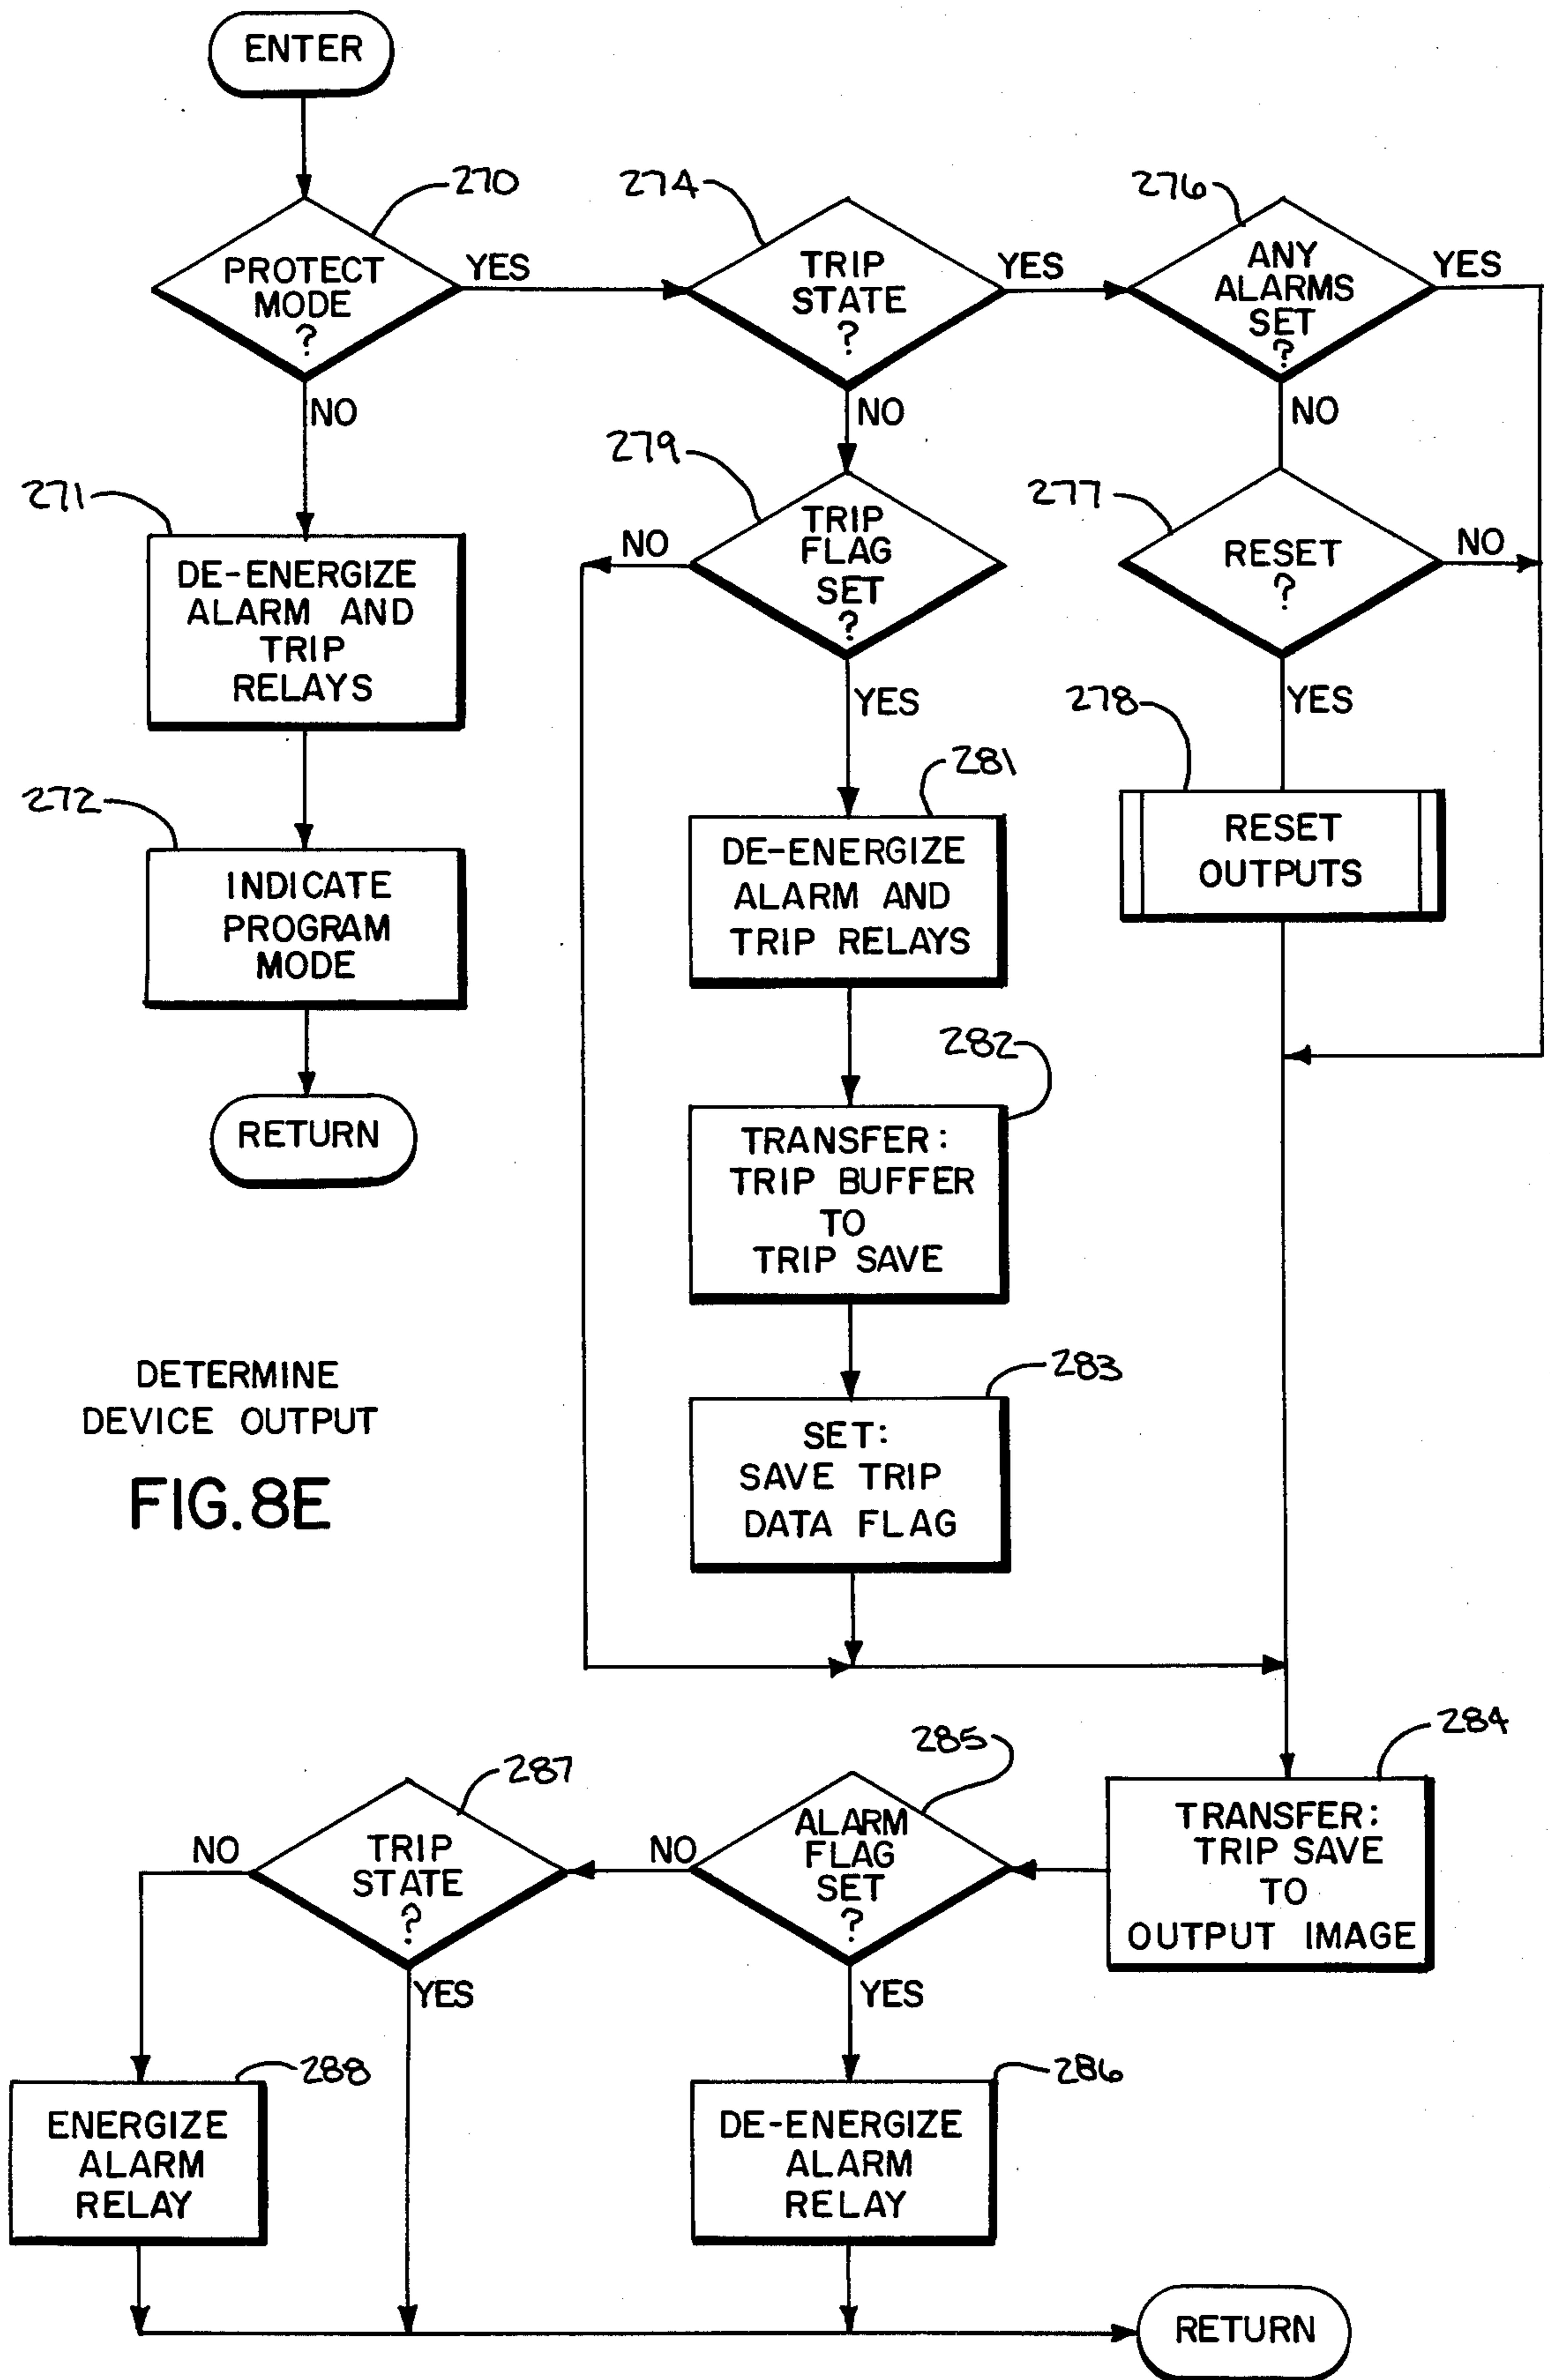 ENTER
270
PROTECT
MODE
?
YES
NO
274
TRIP
STATE
?
YES
NO
276
ANY
ALARMS
SET
?
YES
NO
271
DE-ENERGIZE
ALARM AND
TRIP
RELAYS
279
TRIP
FLAG
SET
?
NO
YES
277
RESET
?
NO
YES
272
INDICATE
PROGRAM
MODE
RETURN
281
DE-ENERGIZE
ALARM AND
TRIP RELAYS
278
RESET
OUTPUTS
282
TRANSFER:
TRIP BUFFER
TO
TRIP SAVE
283
SET:
SAVE TRIP
DATA FLAG
DETERMINE
DEVICE OUTPUT
FIG.8E
284
TRANSFER:
TRIP SAVE
TO
OUTPUT IMAGE
285
ALARM
FLAG
SET
?
NO
YES
287
TRIP
STATE
?
NO
YES
288
ENERGIZE
ALARM
RELAY
286
DE-ENERGIZE
ALARM
RELAY
RETURN